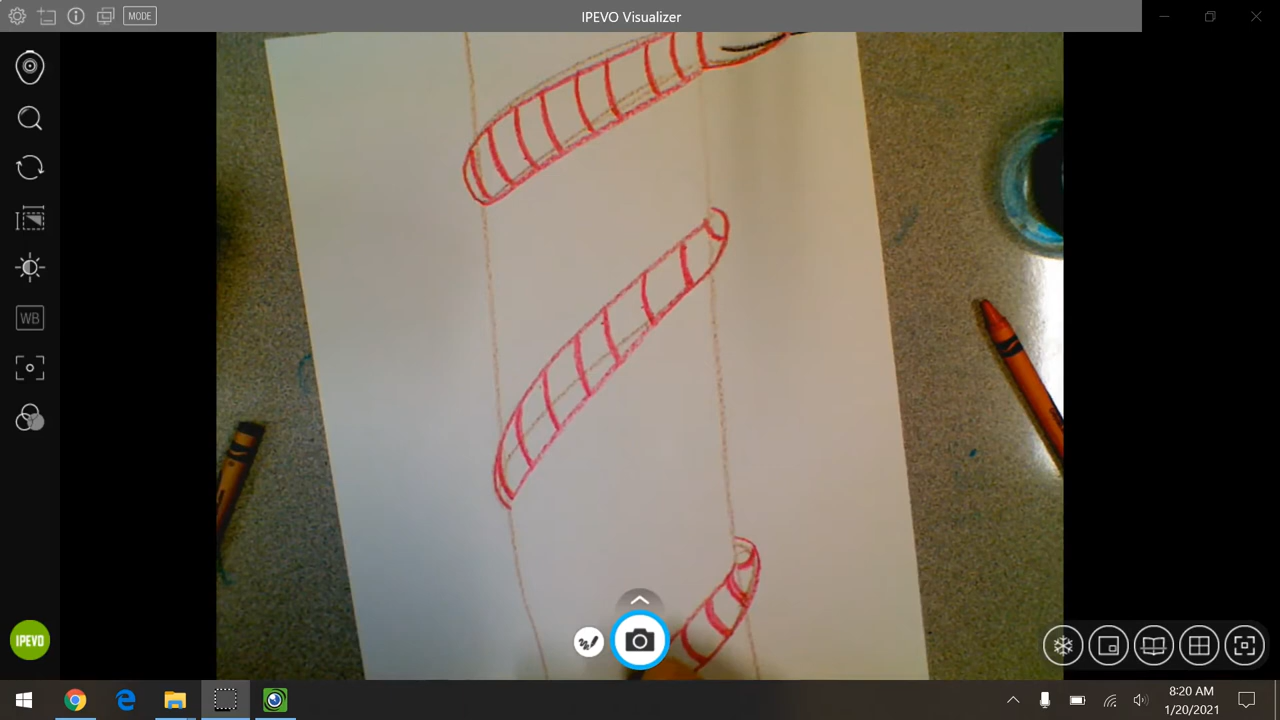 MODE
IPEVO Visualizer
WB
IPEVO
8:20 AM
1/20/2021